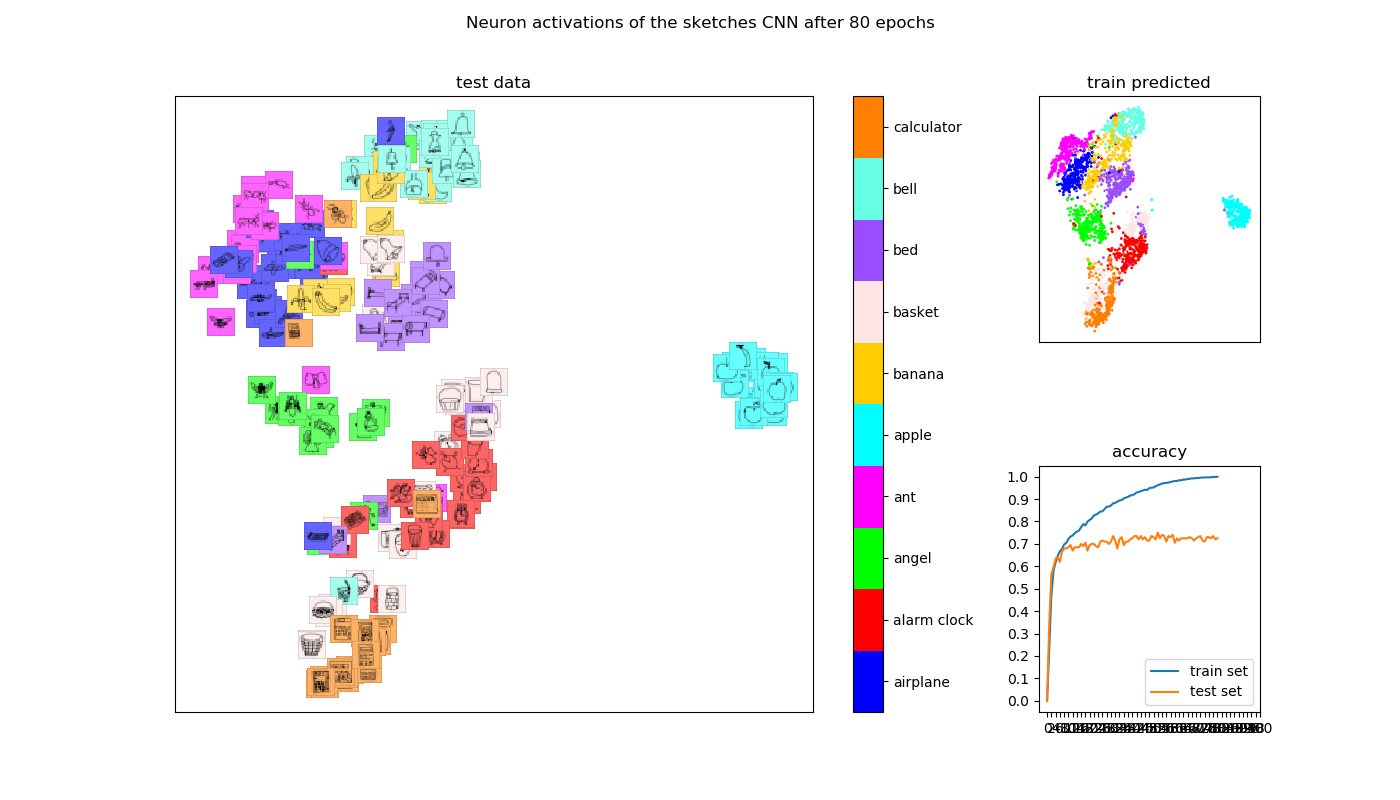 Neuron activations of the sketches CNN after 80 epochs
test data
calculator
bell
bed
basket
banana
apple
ant
angel
alarm clock
airplane
train predicted
accuracy
1.0
0.9
0.8
0.7
0.6
0.5
0.4
0.3
0.2
0.1
0.0
train set
test set